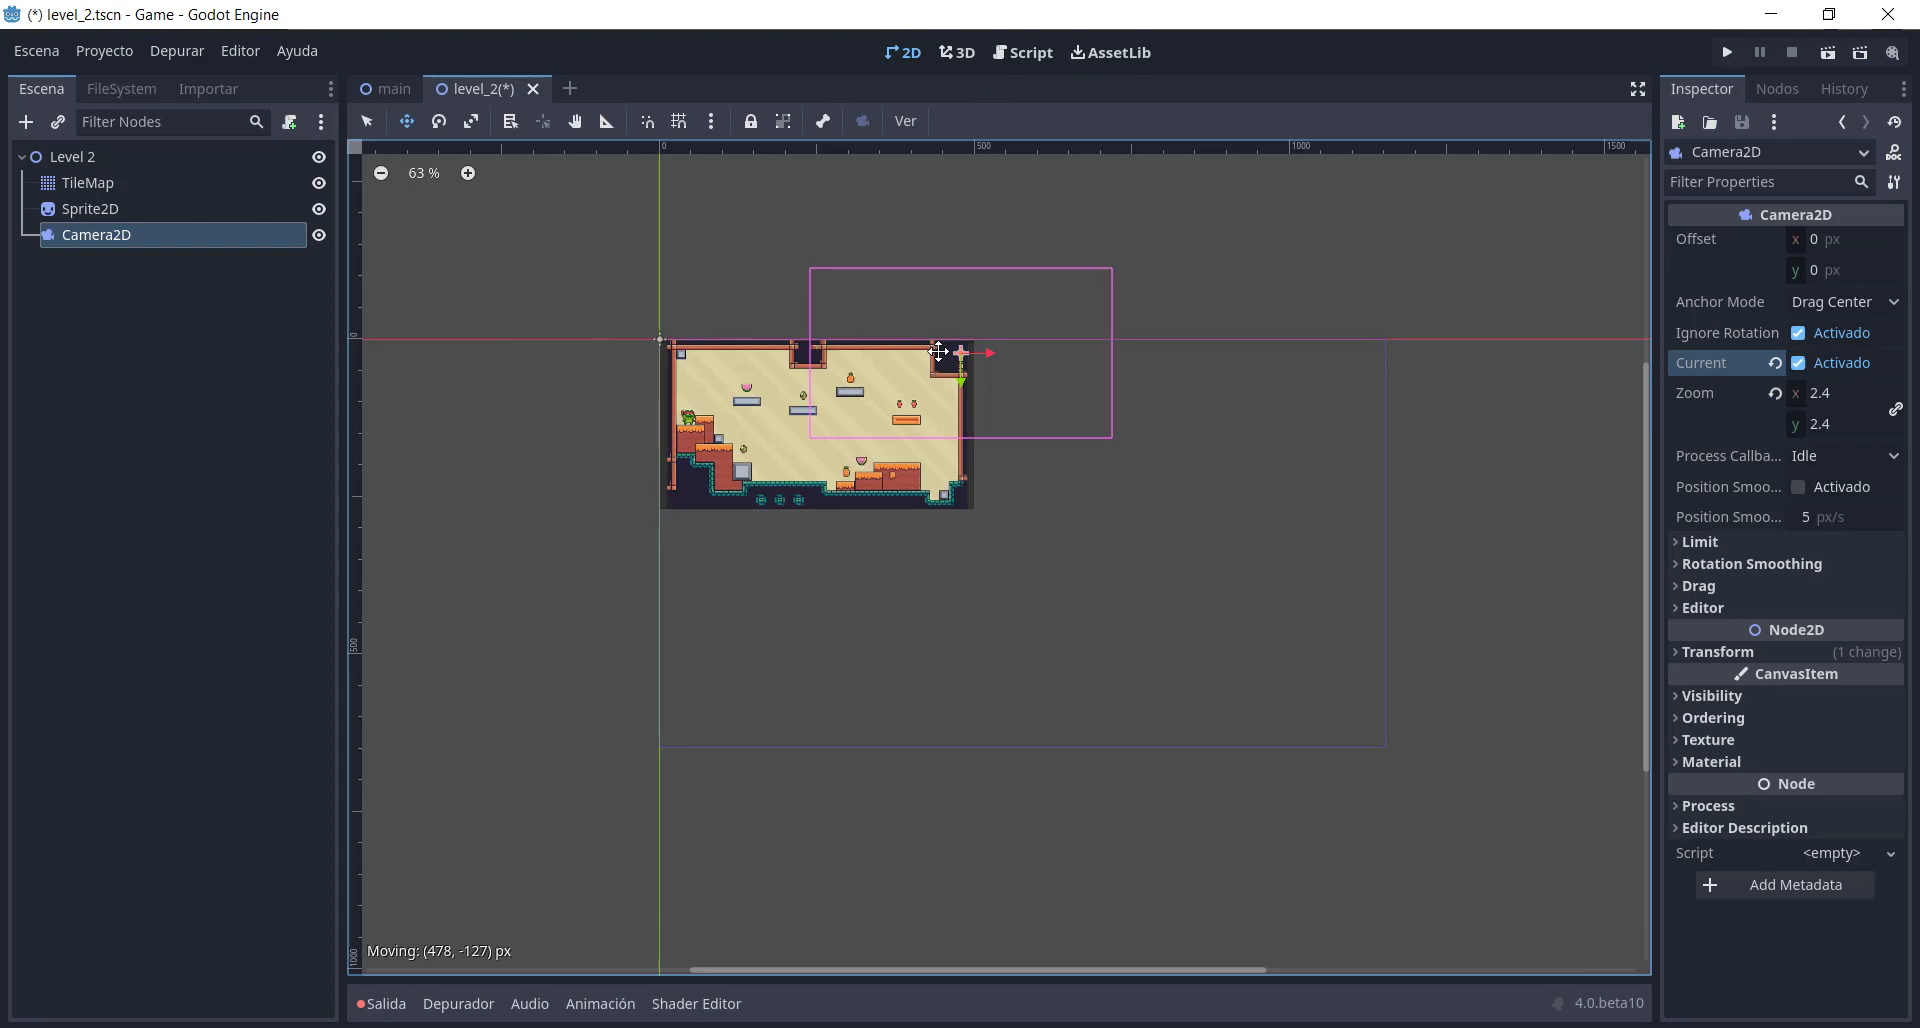 (*) level_2.tscn - Game - Godot Engine
Escena Proyecto Depurar Editor Ayuda
2D 3D Script AssetLib
Escena FileSystem Importar
main level_2(*)
Inspector Nodos History
Filter Nodes
Ver
Level 2
TileMap
Sprite2D
Camera2D
0 500 1000 1500
63 %
0
500
1000
Moving: (478, -127) px
Salida Depurador Audio Animación Shader Editor
4.0.beta10
Camera2D
DOC
Filter Properties
Camera2D
Offset x 0 px
y 0 px
Anchor Mode Drag Center
Ignore Rotation Activado
Current Activado
Zoom x 2.4
y 2.4
Process Callba... Idle
Position Smoo... Activado
Position Smoo... 5 px/s
Limit
Rotation Smoothing
Drag
Editor
Node2D
Transform (1 change)
CanvasItem
Visibility
Ordering
Texture
Material
Node
Process
Editor Description
Script <empty>
Add Metadata